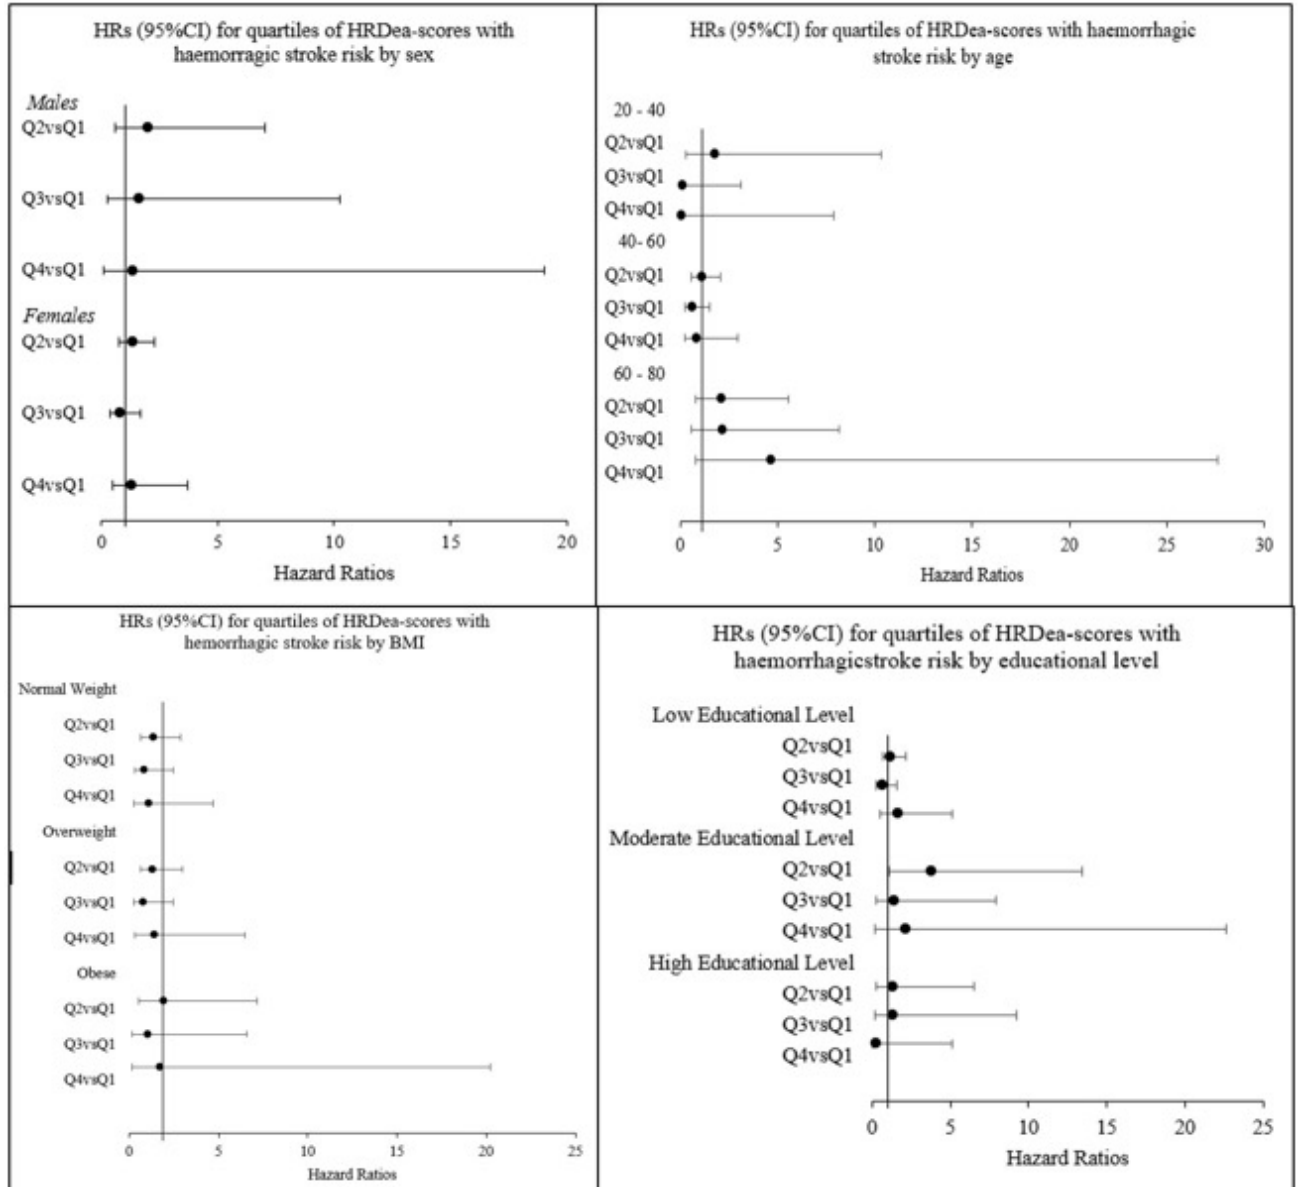 HRs (95%CI) for quartiles of HRDea-scores with
haemorragic stroke risk by sex
Males
Q2vsQ1
Q3vsQ1
Q4vsQ1
Females
Q2vsQ1
Q3vsQ1
Q4vsQ1
0 5 10 15 20
Hazard Ratios
HRs (95%CI) for quartiles of HRDea-scores with haemorrhagic
stroke risk by age
20 - 40
Q2vsQ1
Q3vsQ1
Q4vsQ1
40- 60
Q2vsQ1
Q3vsQ1
Q4vsQ1
60 - 80
Q2vsQ1
Q3vsQ1
Q4vsQ1
0 5 10 15 20 25 30
Hazard Ratios
HRs (95%CI) for quartiles of HRDea-scores with
hemorrhagic stroke risk by BMI
Normal Weight
Q2vsQ1
Q3vsQ1
Q4vsQ1
Overweight
Q2vsQ1
Q3vsQ1
Q4vsQ1
Obese
Q2vsQ1
Q3vsQ1
Q4vsQ1
0 5 10 15 20 25
Hazard Ratios
HRs (95%CI) for quartiles of HRDea-scores with
haemorrhagicstroke risk by educational level
Low Educational Level
Q2vsQ1
Q3vsQ1
Q4vsQ1
Moderate Educational Level
Q2vsQ1
Q3vsQ1
Q4vsQ1
High Educational Level
Q2vsQ1
Q3vsQ1
Q4vsQ1
0 5 10 15 20 25
Hazard Ratios